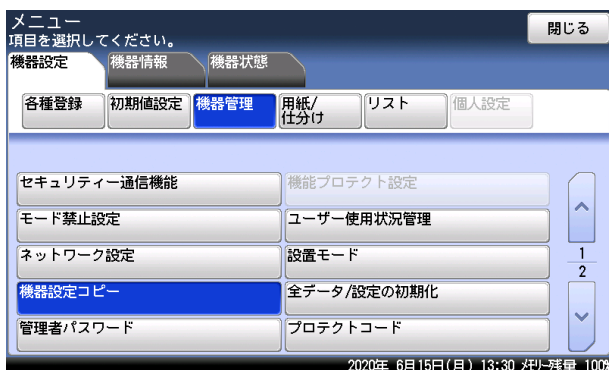 メニュー
項目を選択してください。
閉じる
機器設定
機器情報
機器状態
各種登録
初期値設定
機器管理
用紙/
仕分け
リスト
個人設定
セキュリティー通信機能
機能プロテクト設定
モード禁止設定
ユーザー使用状況管理
ネットワーク設定
設置モード
1
2
機器設定コピー
全データ/設定の初期化
管理者パスワード
プロテクトコード
2020年 6月15日(月) 13:30 ﾒﾓﾘｰ残量 100%